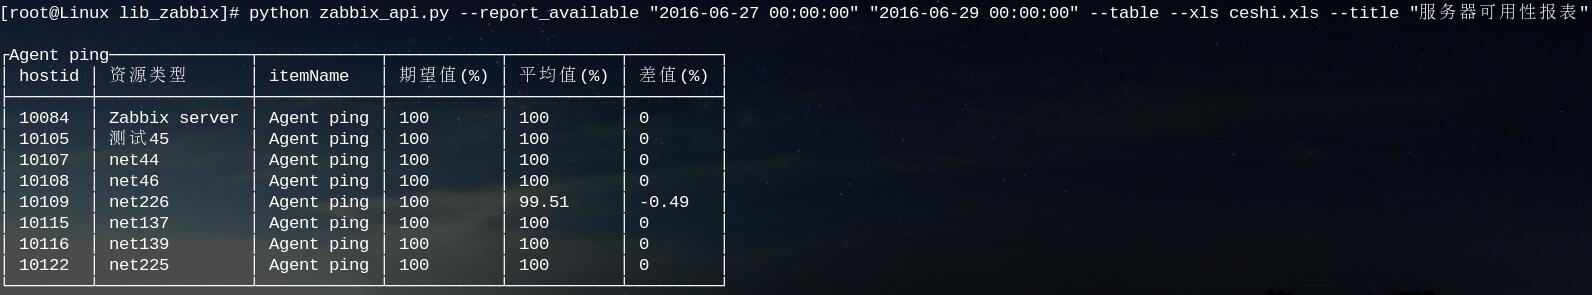 [root@Linux lib_zabbix]# python zabbix_api.py --report_available "2016-06-27 00:00:00" "2016-06-29 00:00:00" --table --xls ceshi.xls --title "服务器可用性报表"
Agent ping
hostid 资源类型 itemName 期望值(%) 平均值(%) 差值(%)
10084 Zabbix server Agent ping 100 100 0
10105 测试45 Agent ping 100 100 0
10107 net44 Agent ping 100 100 0
10108 net46 Agent ping 100 100 0
10109 net226 Agent ping 100 99.51 -0.49
10115 net137 Agent ping 100 100 0
10116 net139 Agent ping 100 100 0
10122 net225 Agent ping 100 100 0